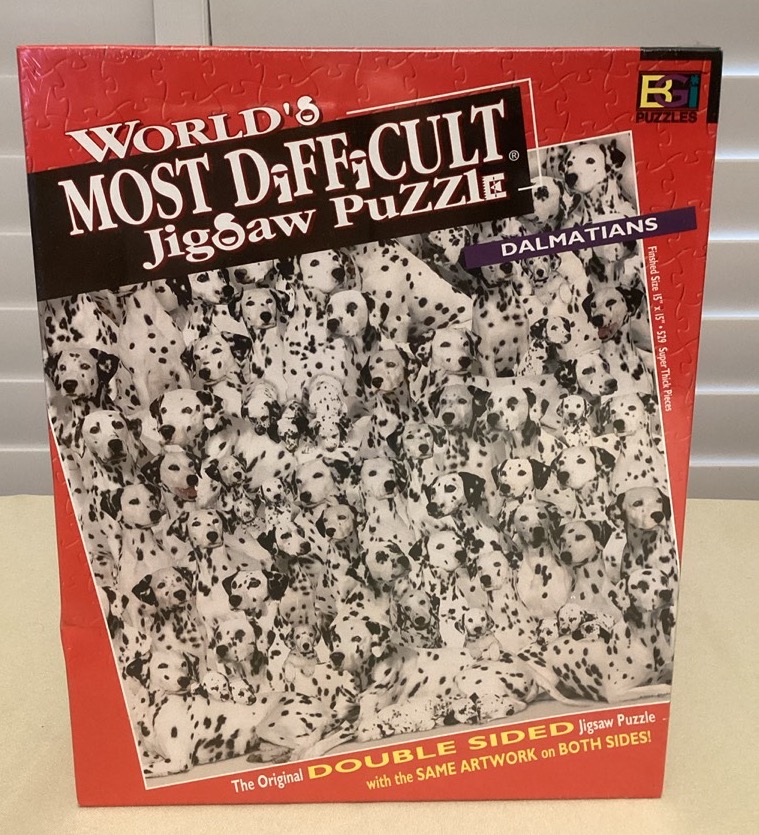 BGi
PUZZLES
WORLD'S
MOST DiFFiCULT®
JigSaw PuZZlE
DALMATIANS
Finshed Size 15" x 15" • 529 Super Thick Pieces
The Original DOUBLE SIDED Jigsaw Puzzle
with the SAME ARTWORK on BOTH SIDES!